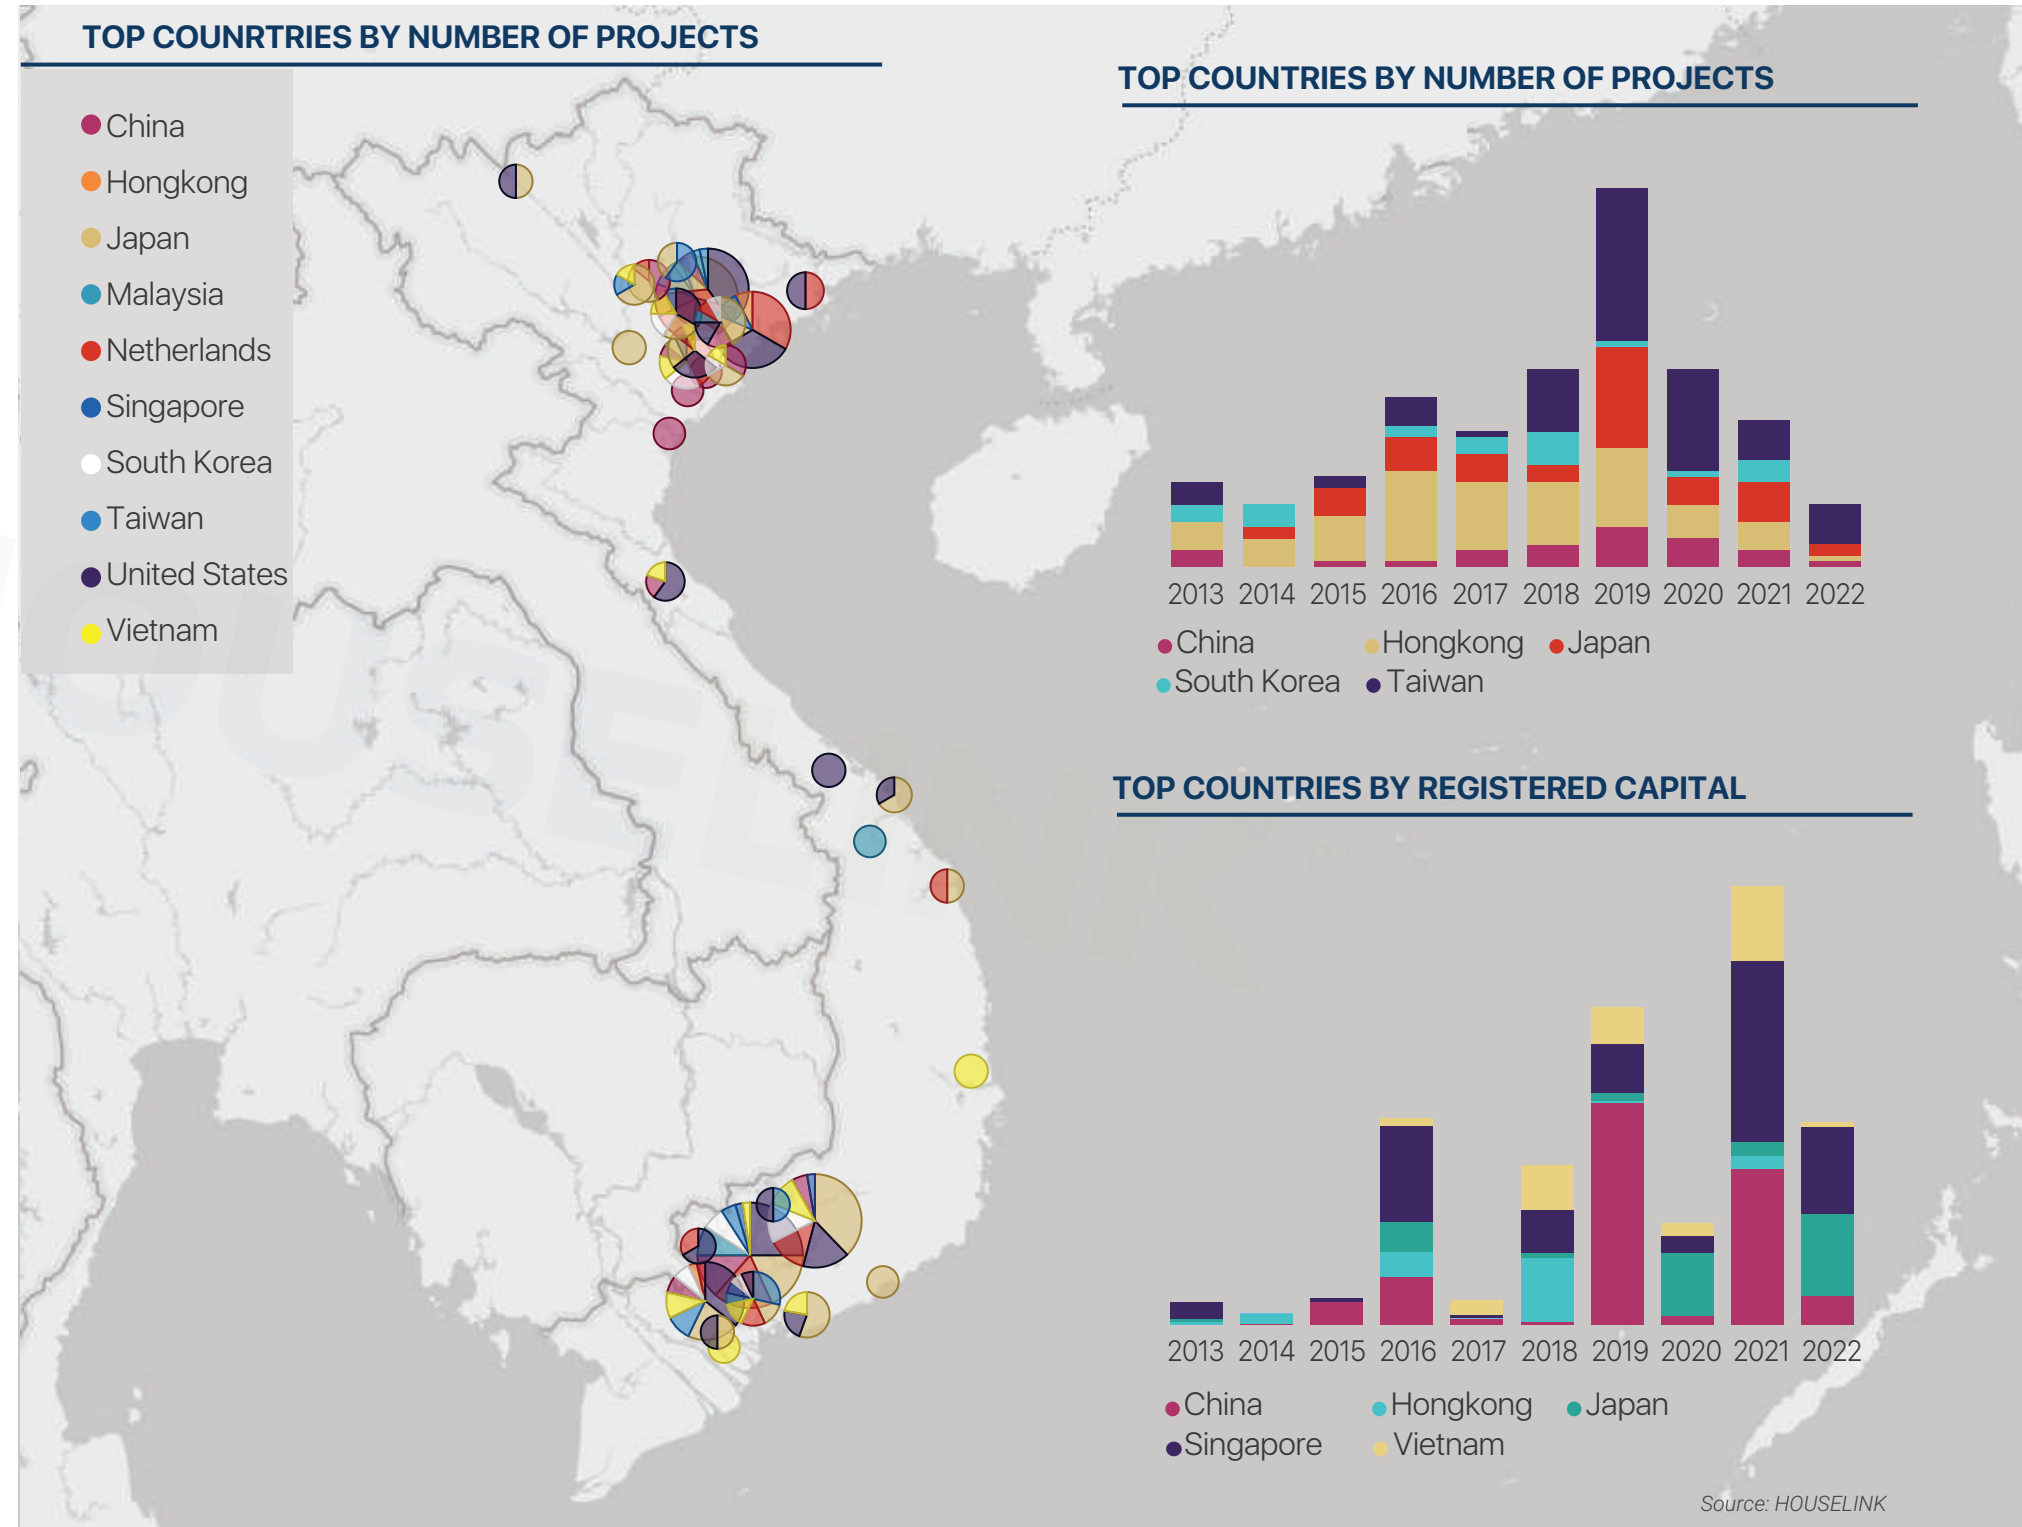 TOP COUNRTRIES BY NUMBER OF PROJECTS
China
Hongkong
Japan
Malaysia
Netherlands
Singapore
South Korea
Taiwan
United States
Vietnam
TOP COUNTRIES BY NUMBER OF PROJECTS
2013 2014 2015 2016 2017 2018 2019 2020 2021 2022
China Hongkong Japan
South Korea Taiwan
TOP COUNTRIES BY REGISTERED CAPITAL
2013 2014 2015 2016 2017 2018 2019 2020 2021 2022
China Hongkong Japan
Singapore Vietnam
Source: HOUSELINK
OUSELINK®